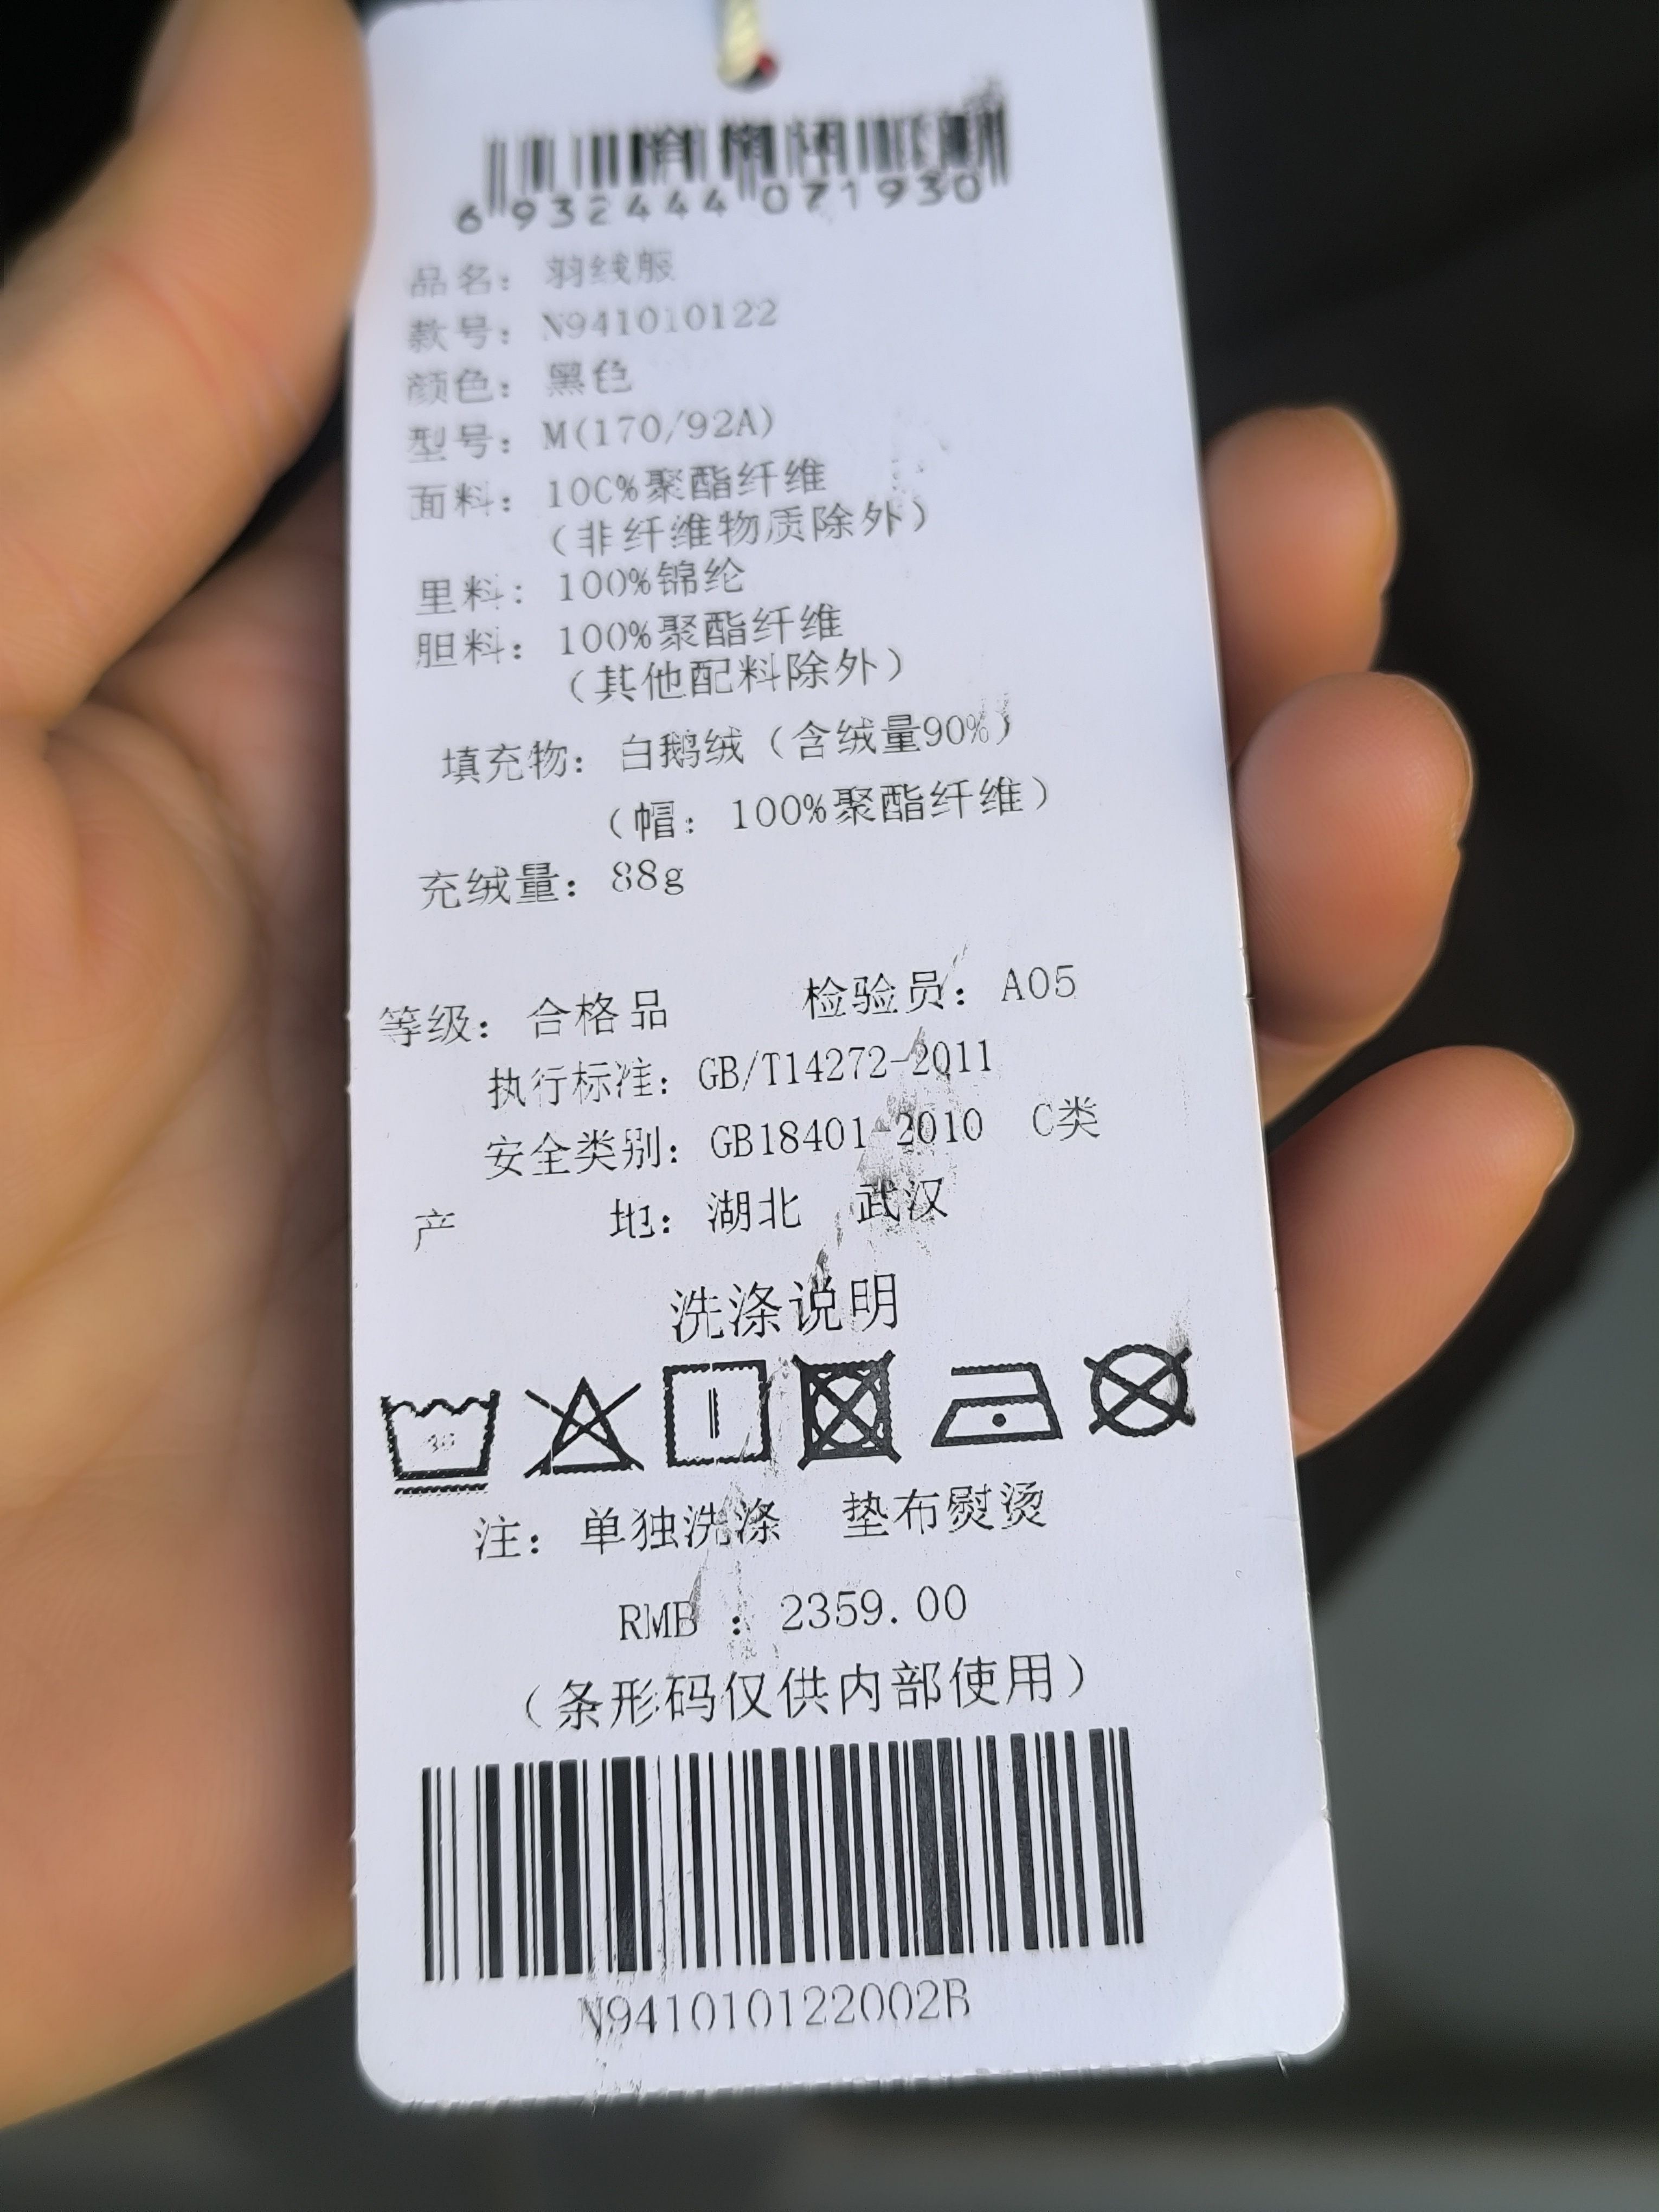 6 932444 071930
品名：羽绒服
款号：N941010122
颜色：黑色
型号：M(170/92A)
面料：100%聚酯纤维
（非纤维物质除外）
里料：100%锦纶
胆料：100%聚酯纤维
（其他配料除外）
填充物：白鹅绒（含绒量90%）
（帽：100%聚酯纤维）
充绒量：88g
等级：合格品 检验员：A05
执行标准：GB/T14272-2011
安全类别：GB18401-2010 C类
产 地：湖北 武汉
洗涤说明
注：单独洗涤 垫布熨烫
RMB ：2359.00
（条形码仅供内部使用）
N941010122002B